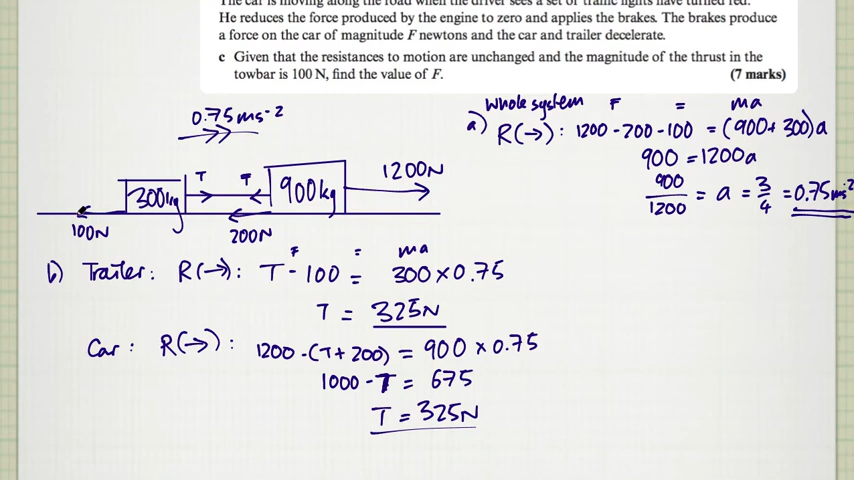 The car is moving along the road when the driver sees a set of traffic lights have turned red.
He reduces the force produced by the engine to zero and applies the brakes. The brakes produce
a force on the car of magnitude F newtons and the car and trailer decelerate.
c Given that the resistances to motion are unchanged and the magnitude of the thrust in the
towbar is 100 N, find the value of F. (7 marks)
Whole system F = ma
a) R(→): 1200 - 200 - 100 = (900 + 300)a
900 = 1200a
900/1200 = a = 3/4 = 0.75ms⁻²
0.75ms⁻²
300kg T T 900kg 1200N
100N 200N
F = ma
b) Trailer: R(→): T - 100 = 300 × 0.75
T = 325N
Car: R(→): 1200 - (T + 200) = 900 × 0.75
1000 - T = 675
T = 325N